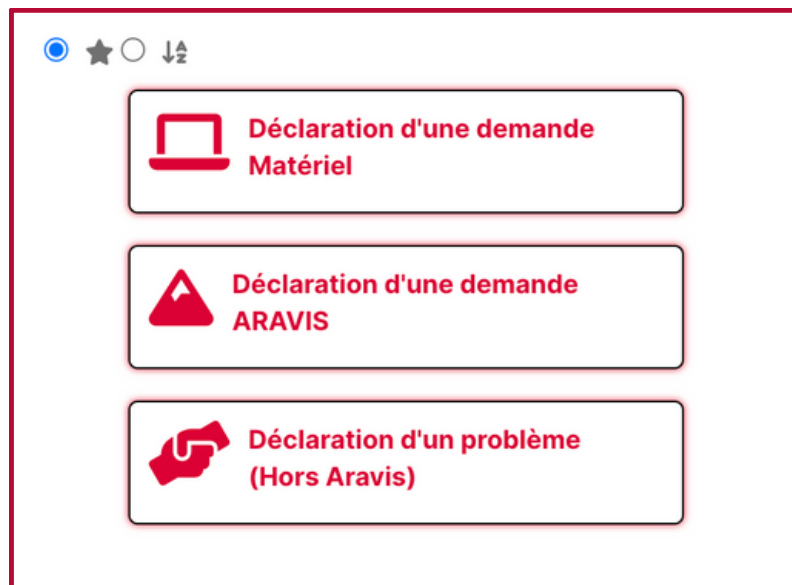 Déclaration d'une demande
Matériel
Déclaration d'une demande
ARAVIS
Déclaration d'un problème
(Hors Aravis)